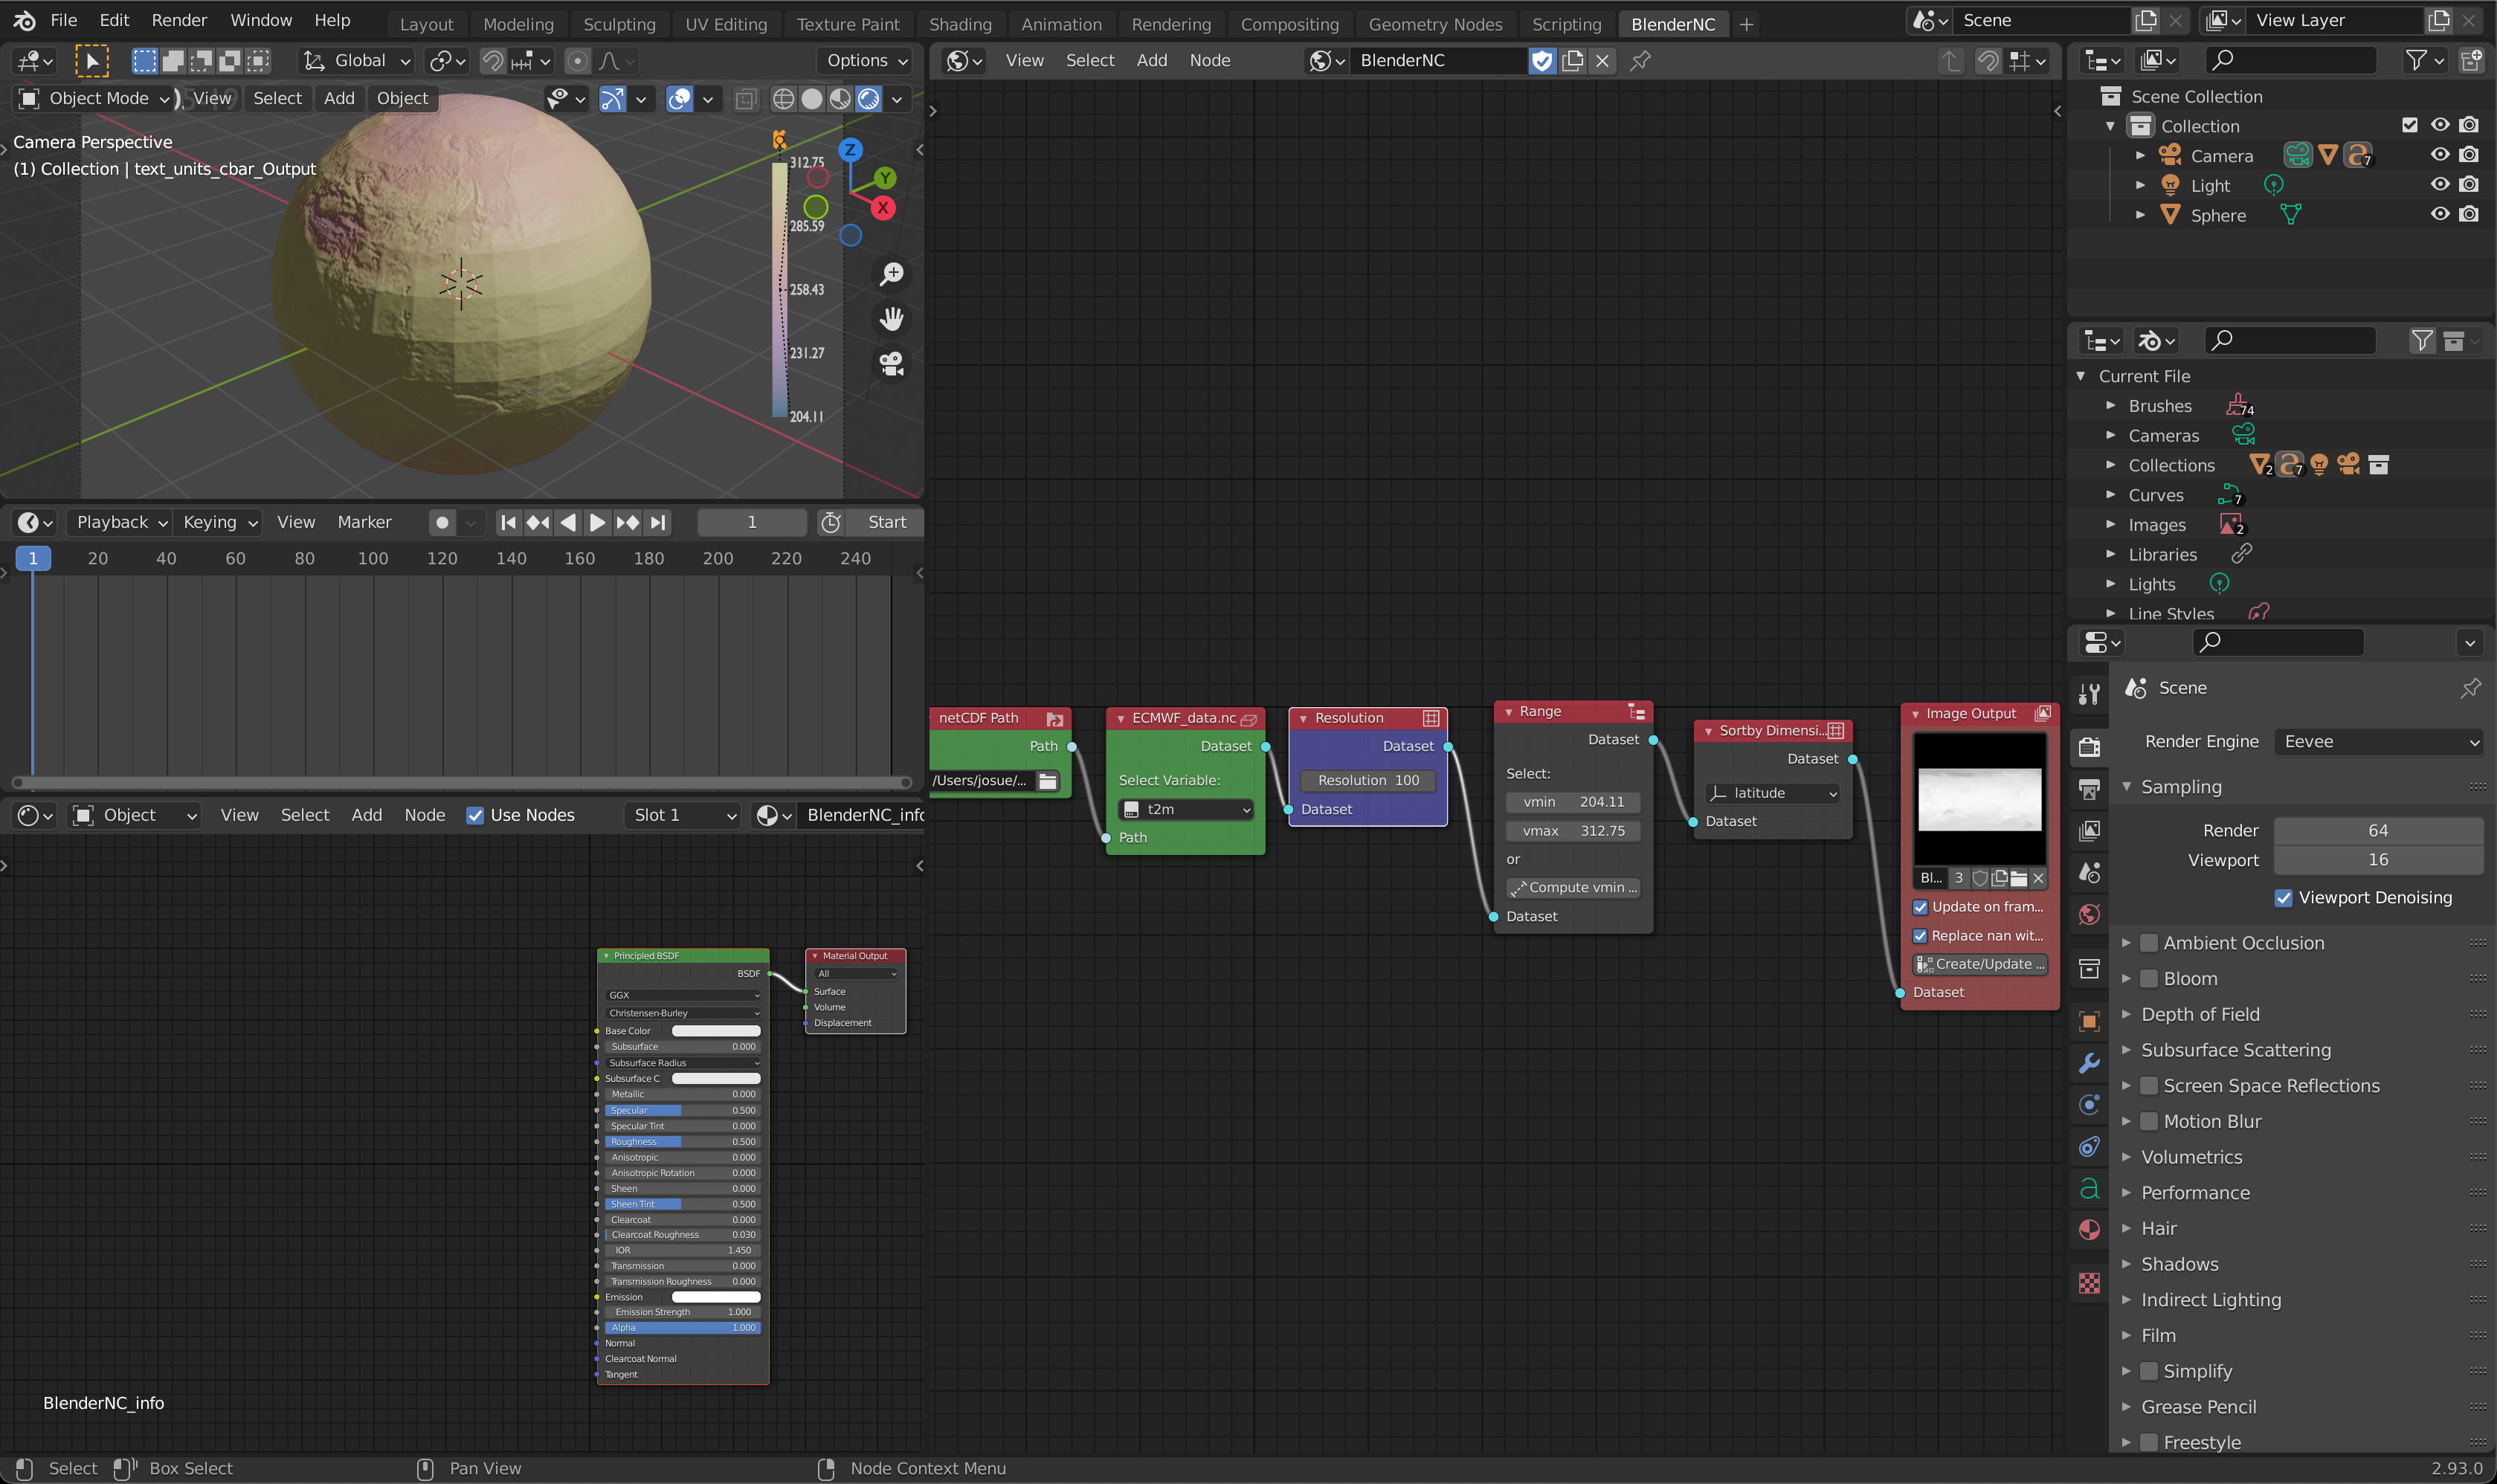 File Edit Render Window Help Layout Modeling Sculpting UV Editing Texture Paint Shading Animation Rendering Compositing Geometry Nodes Scripting BlenderNC Scene View Layer
Global Options
Object Mode View Select Add Object
Camera Perspective
(1) Collection | text_units_cbar_Output
K
312.75
285.59
258.43
231.27
204.11
Z
Y
X
Playback Keying View Marker 1 Start
1 20 40 60 80 100 120 140 160 180 200 220 240
Object View Select Add Node Use Nodes Slot 1 BlenderNC_info
Principled BSDF
BSDF
GGX
Christensen-Burley
Base Color
Subsurface 0.000
Subsurface Radius
Subsurface C
Metallic 0.000
Specular 0.500
Specular Tint 0.000
Roughness 0.500
Anisotropic 0.000
Anisotropic Rotation 0.000
Sheen 0.000
Sheen Tint 0.500
Clearcoat 0.000
Clearcoat Roughness 0.030
IOR 1.450
Transmission 0.000
Transmission Roughness 0.000
Emission
Emission Strength 1.000
Alpha 1.000
Normal
Clearcoat Normal
Tangent
Material Output
All
Surface
Volume
Displacement
BlenderNC_info
View Select Add Node BlenderNC
netCDF Path
Path
/Users/josue/...
ECMWF_data.nc
Dataset
Select Variable:
t2m
Path
Resolution
Dataset
Resolution 100
Dataset
Range
Dataset
Select:
vmin 204.11
vmax 312.75
or
Compute vmin ...
Dataset
Sortby Dimensi...
Dataset
latitude
Dataset
Image Output
Bl... 3
Update on fram...
Replace nan wit...
Create/Update ...
Dataset
Scene Collection
Collection
Camera 7
Light
Sphere
Current File
Brushes 74
Cameras
Collections 2 7
Curves 7
Images 2
Libraries
Lights
Line Styles
Scene
Render Engine Eevee
Sampling
Render 64
Viewport 16
Viewport Denoising
Ambient Occlusion
Bloom
Depth of Field
Subsurface Scattering
Screen Space Reflections
Motion Blur
Volumetrics
Performance
Hair
Shadows
Indirect Lighting
Film
Simplify
Grease Pencil
Freestyle
Select Box Select Pan View Node Context Menu 2.93.0